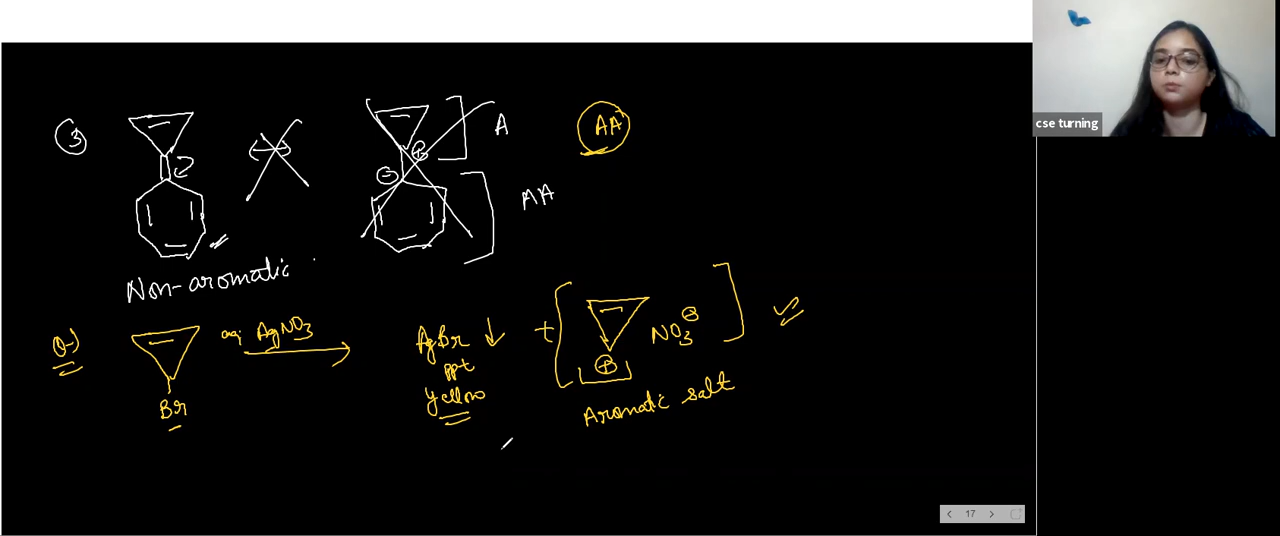 cse turning
3
A
AA
⊕
⊖
AA
Non-aromatic
Q-)
aq AgNO3
AgBr ↓ + [ NO3⊖ ]
⊕
ppt
yellow
Br
Aromatic salt
17